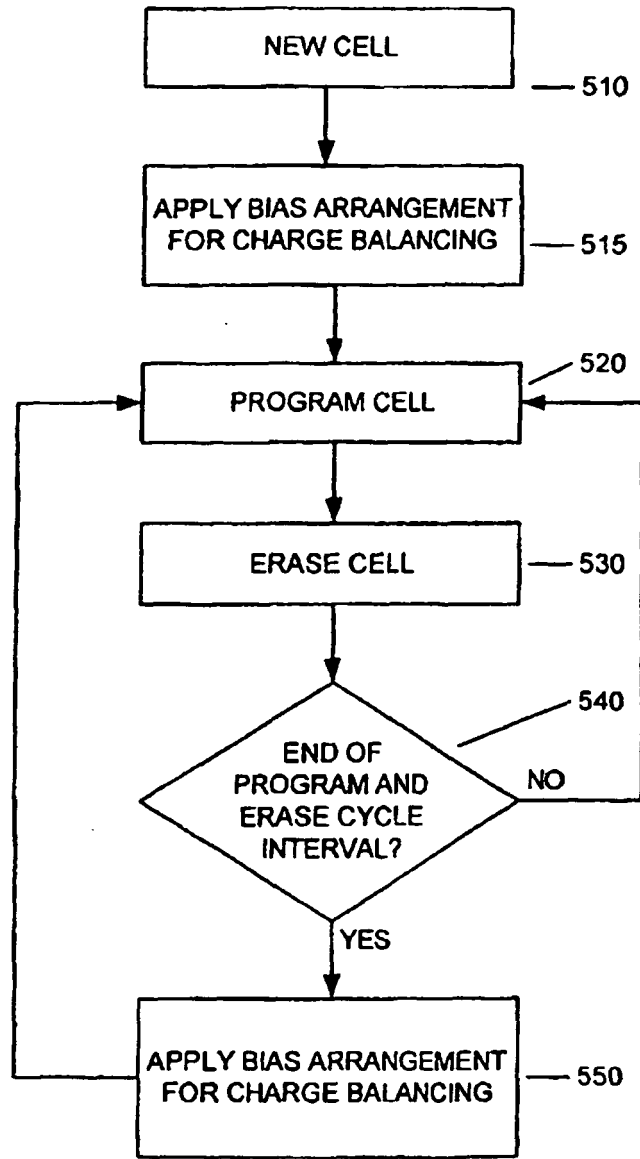 NEW CELL
510
APPLY BIAS ARRANGEMENT
FOR CHARGE BALANCING
515
520
PROGRAM CELL
ERASE CELL
530
540
END OF
PROGRAM AND
ERASE CYCLE
INTERVAL?
NO
YES
APPLY BIAS ARRANGEMENT
FOR CHARGE BALANCING
550